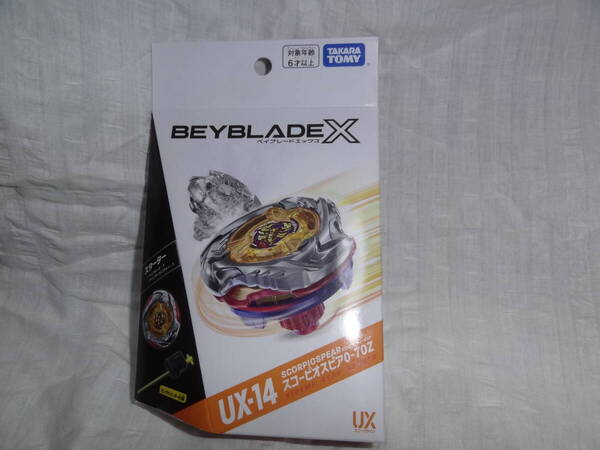 対象年齢
6才以上
TAKARA
TOMY
BEYBLADE X
ベイブレードエックス
スターター
UX-14
SCORPIOSPEAR
スコーピオスピア0-70Z
UX